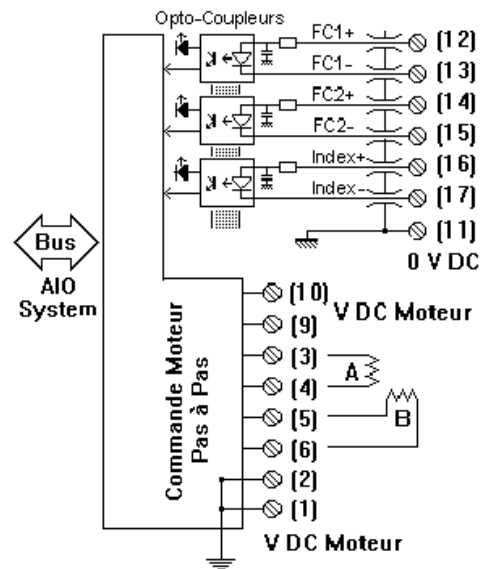 Opto-Coupleurs
FC1+ (12)
FC1- (13)
FC2+ (14)
FC2- (15)
Index+ (16)
Index- (17)
(11)
0 V DC
Bus
AIO
System
Commande Moteur
Pas à Pas
(10)
V DC Moteur
(9)
(3)
A
(4)
(5)
B
(6)
(2)
(1)
V DC Moteur